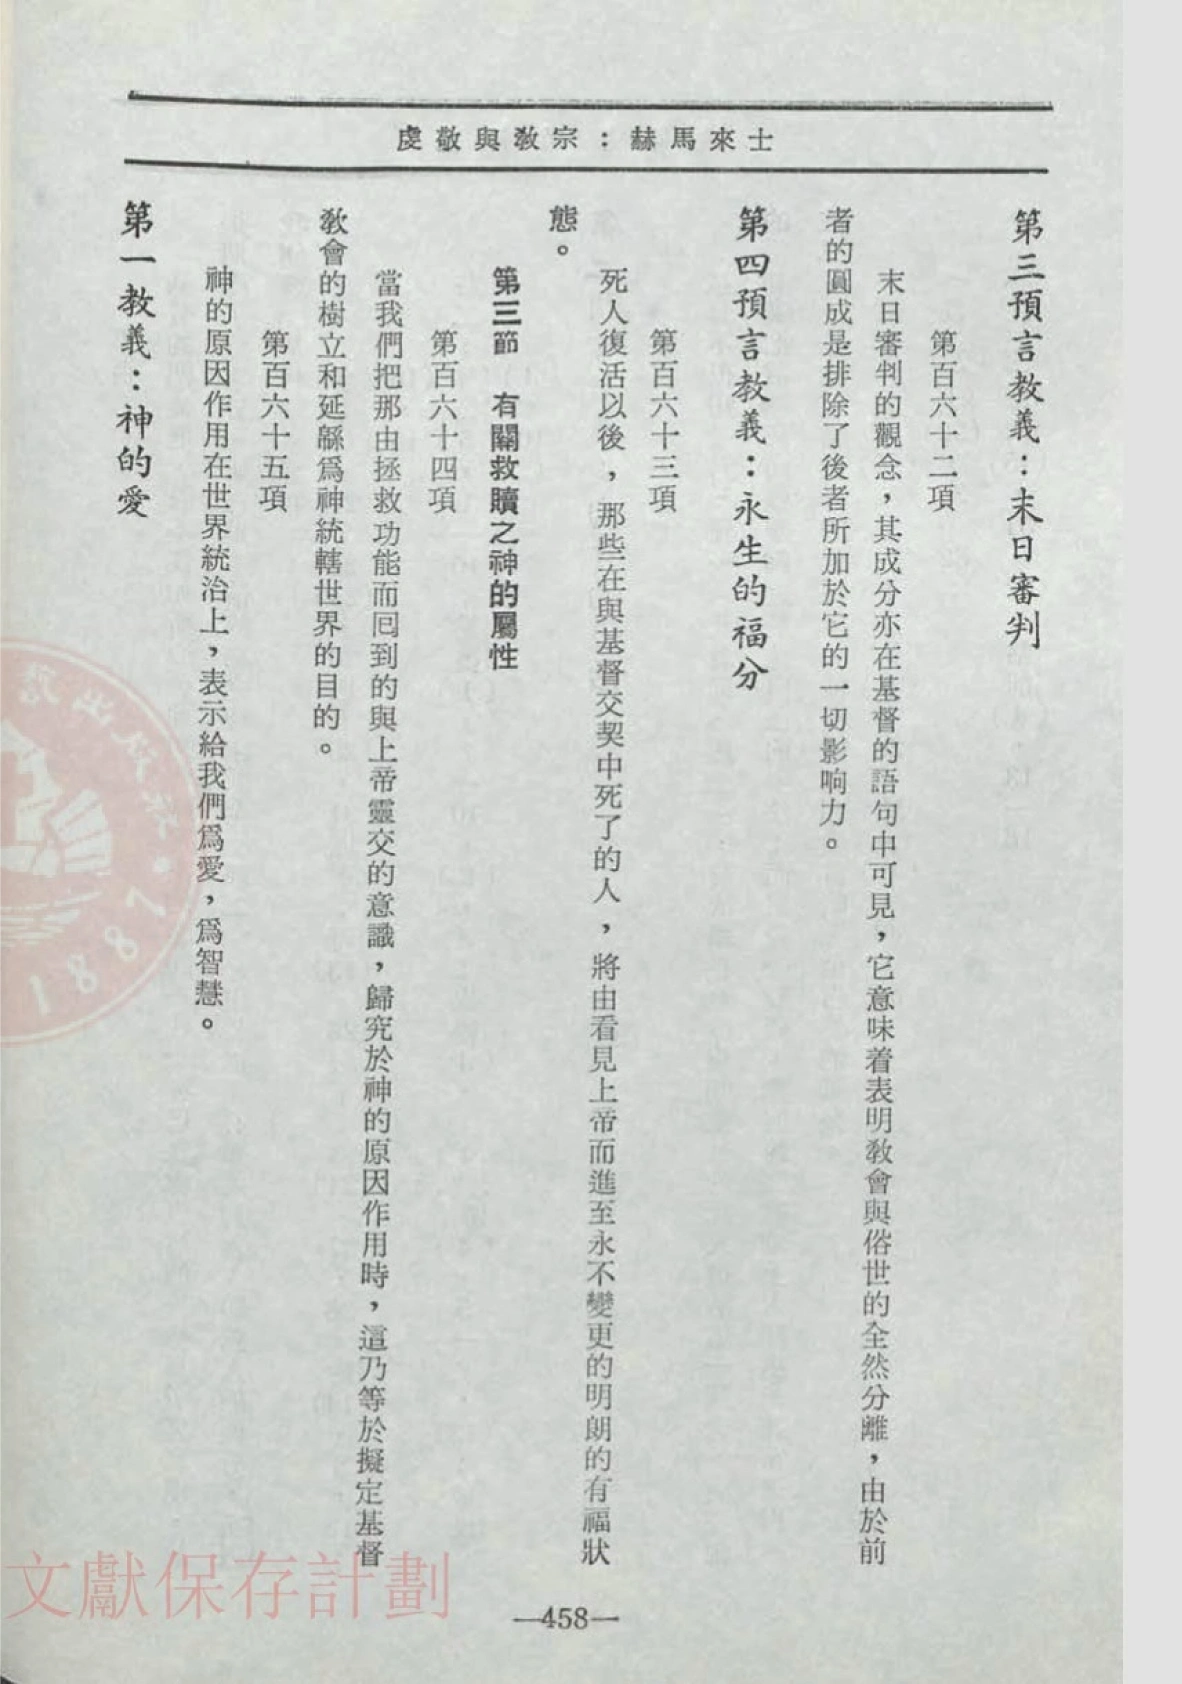 士來馬赫：宗教與敬虔
第三預言教義：末日審判
第百六十二項
末日審判的觀念，其成分亦在基督的語句中可見，它意味着表明教會與俗世的全然分離，由於前
者的圓成是排除了後者所加於它的一切影响力。
第四預言教義：永生的福分
第百六十三項
死人復活以後，那些在與基督交契中死了的人，將由看見上帝而進至永不變更的明朗的有福狀
態。
第三節 有關救贖之神的屬性
第百六十四項
當我們把那由拯救功能而囘到的與上帝靈交的意識，歸究於神的原因作用時，這乃等於擬定基督
教會的樹立和延緜爲神統轄世界的目的。
第百六十五項
神的原因作用在世界統治上，表示給我們爲愛，爲智慧。
第一教義：神的愛
1887
文獻保存計劃
—458—